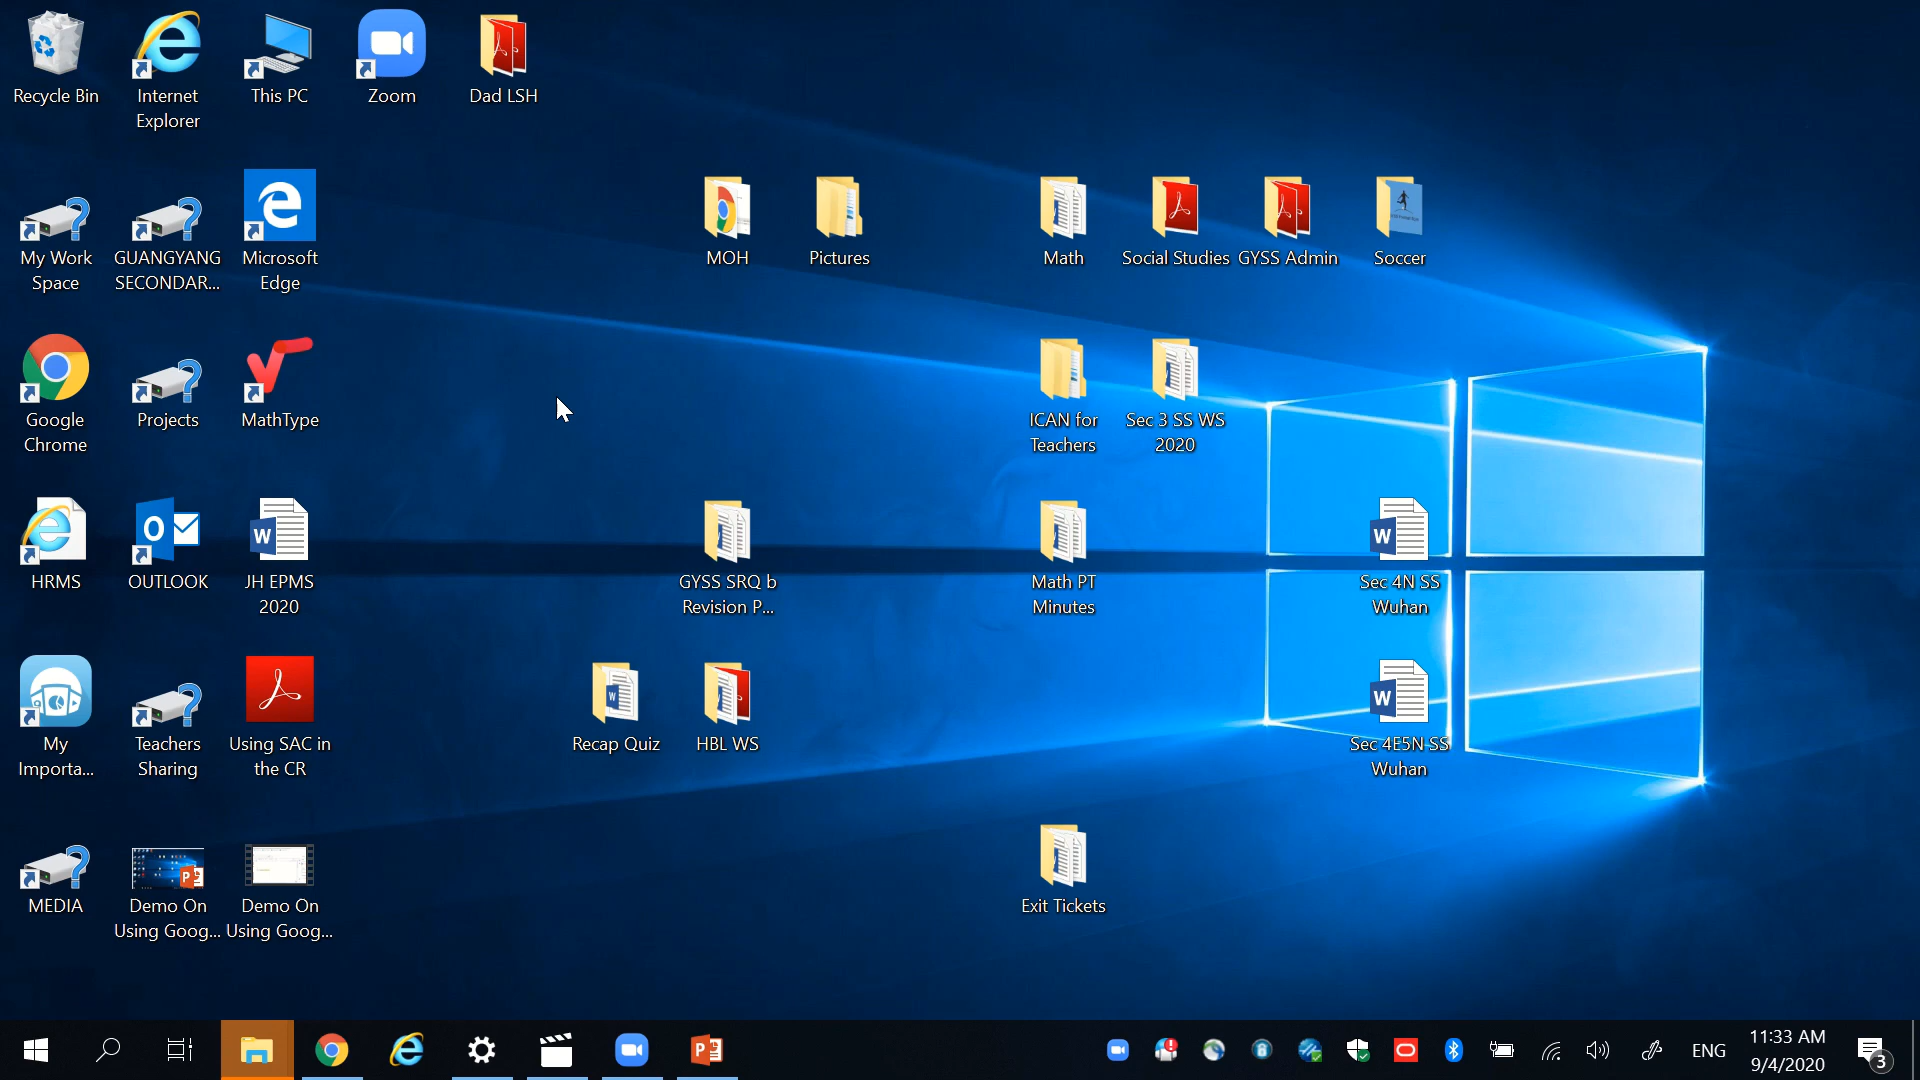 Recycle Bin
Internet
Explorer
This PC
Zoom
Dad LSH
My Work
Space
GUANGYANG
SECONDAR...
Microsoft
Edge
MOH
Pictures
Math
Social Studies
GYSS Admin
Soccer
Google
Chrome
Projects
MathType
ICAN for
Teachers
Sec 3 SS WS
2020
HRMS
OUTLOOK
JH EPMS
2020
GYSS SRQ b
Revision P...
Math PT
Minutes
Sec 4N SS
Wuhan
My
Importa...
Teachers
Sharing
Using SAC in
the CR
Recap Quiz
HBL WS
Sec 4E5N SS
Wuhan
MEDIA
Demo On
Using Goog...
Demo On
Using Goog...
Exit Tickets
ENG
11:33 AM
9/4/2020
3